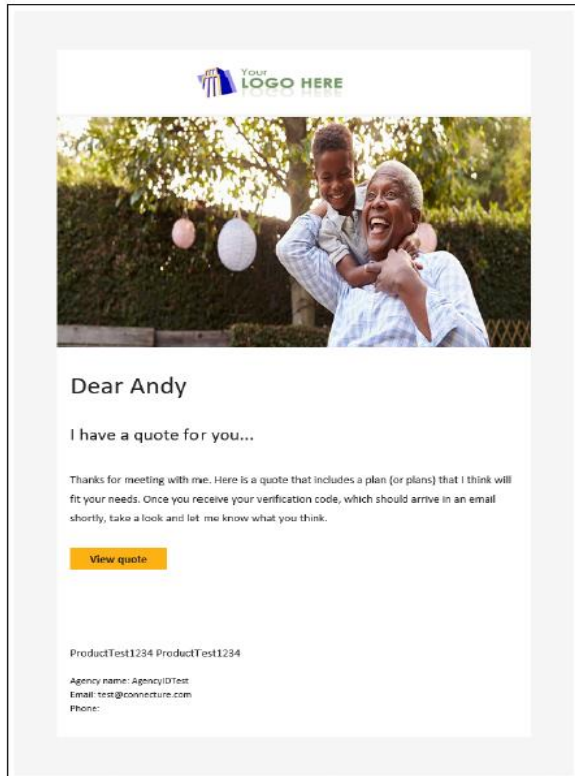 Your
LOGO HERE
Dear Andy
I have a quote for you...
Thanks for meeting with me. Here is a quote that includes a plan (or plans) that I think will
fit your needs. Once you receive your verification code, which should arrive in an email
shortly, take a look and let me know what you think.
View quote
ProductTest1234 ProductTest1234
Agency name: AgencyIDTest
Email: test@connecture.com
Phone: